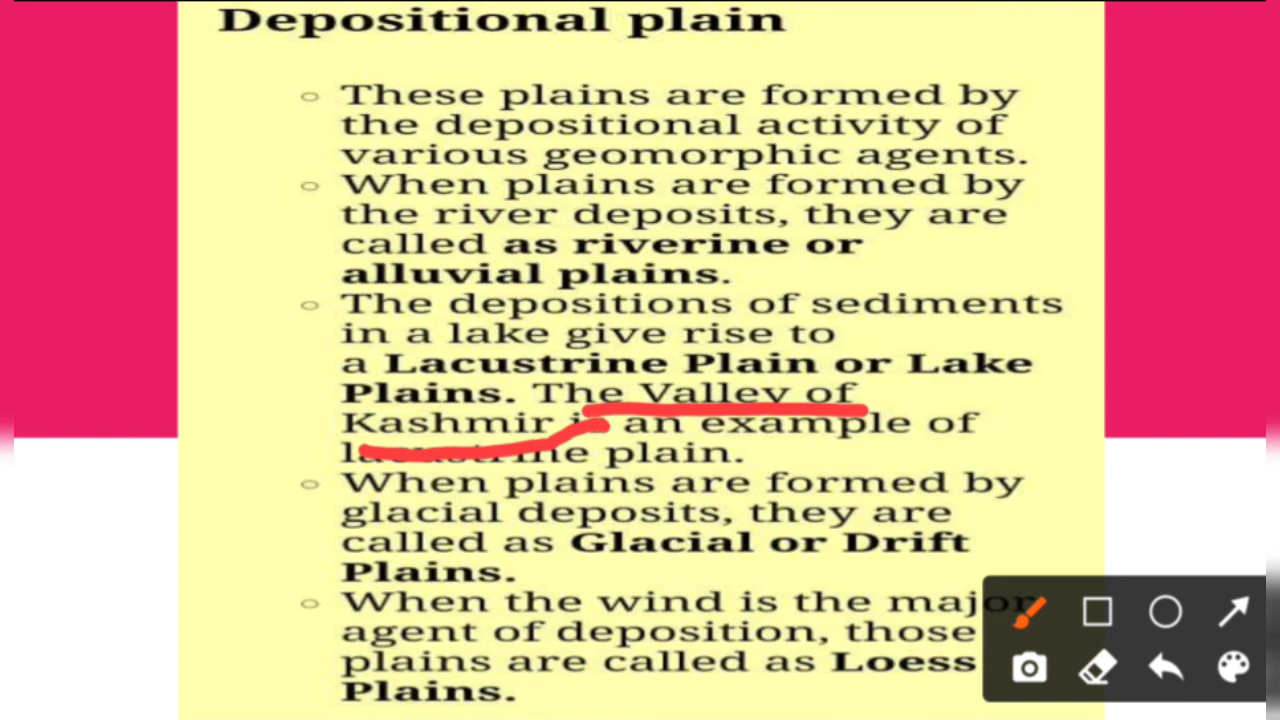 Depositional plain
These plains are formed by
the depositional activity of
various geomorphic agents.
When plains are formed by
the river deposits, they are
called as riverine or
alluvial plains.
The depositions of sediments
in a lake give rise to
a Lacustrine Plain or Lake
Plains. The Valley of
Kashmir is an example of
lacustrine plain.
When plains are formed by
glacial deposits, they are
called as Glacial or Drift
Plains.
When the wind is the major
agent of deposition, those
plains are called as Loess
Plains.